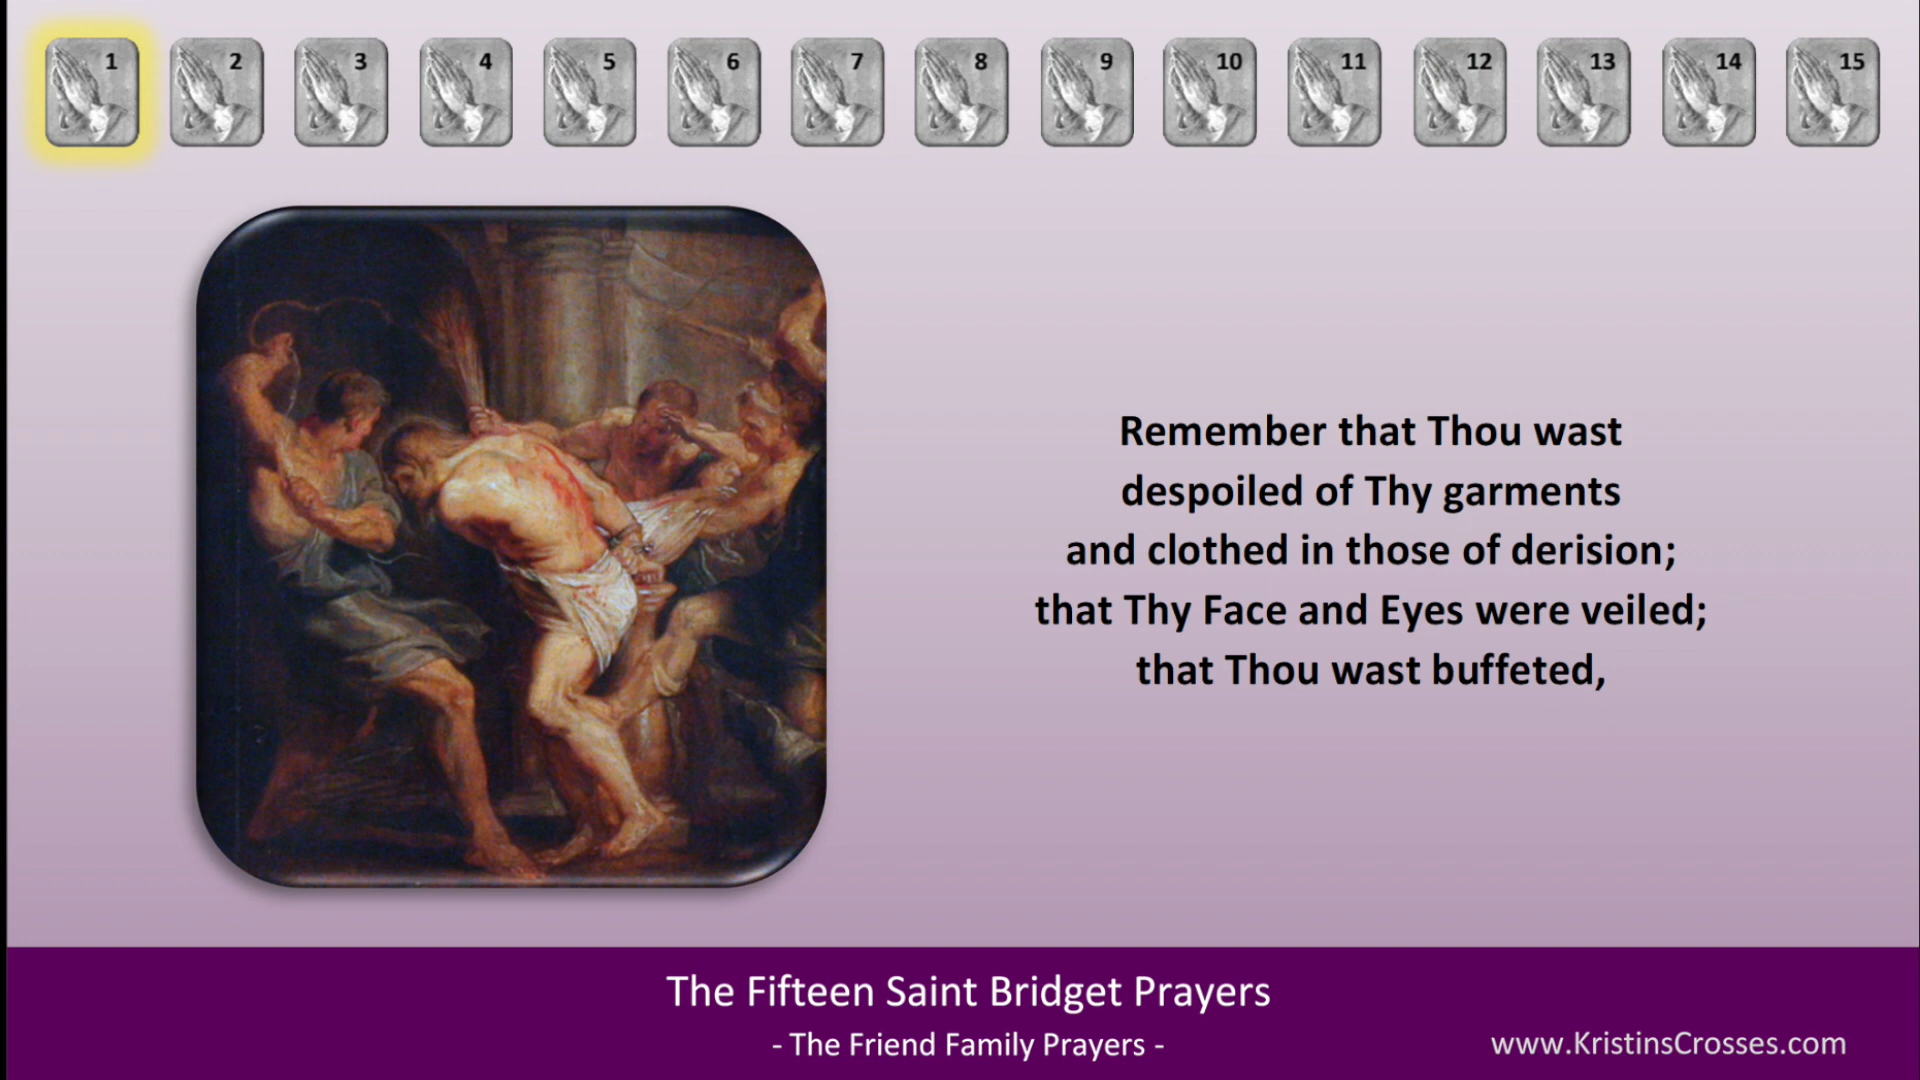 1 2 3 4 5 6 7 8 9 10 11 12 13 14 15
Remember that Thou wast
despoiled of Thy garments
and clothed in those of derision;
that Thy Face and Eyes were veiled;
that Thou wast buffeted,
The Fifteen Saint Bridget Prayers
- The Friend Family Prayers -
www.KristinsCrosses.com